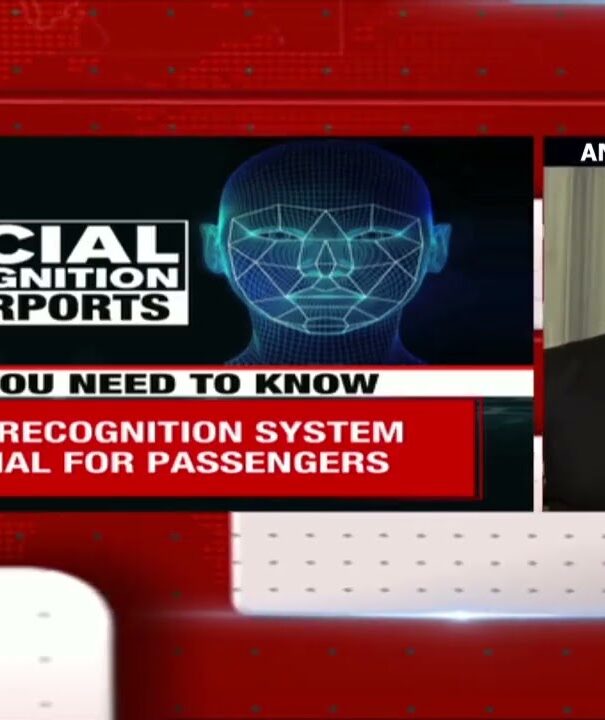 CIAL
GNITION
RPORTS
OU NEED TO KNOW
RECOGNITION SYSTEM
IAL FOR PASSENGERS
AN